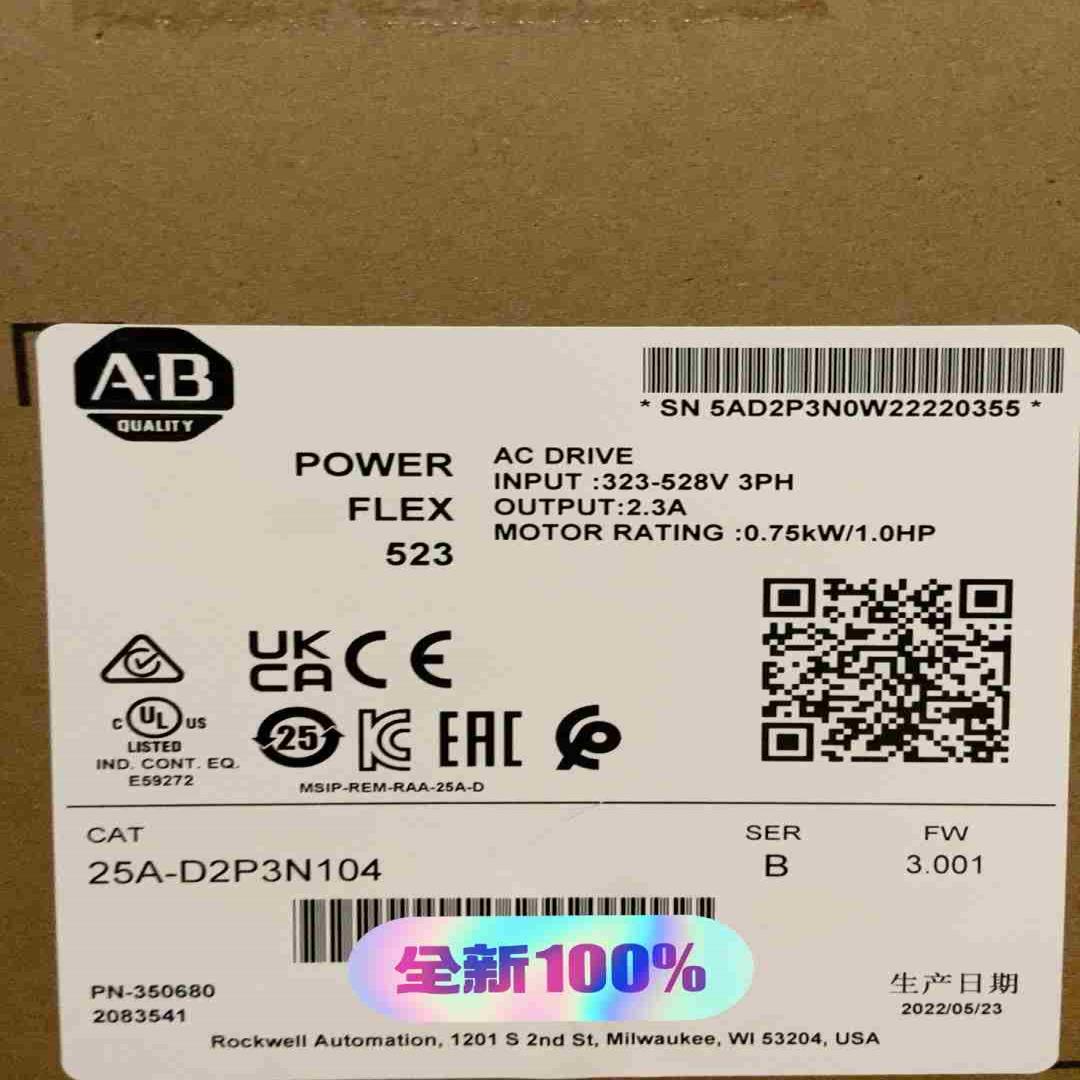 A-B
QUALITY
* SN 5AD2P3N0W22220355 *
POWER
FLEX
523
AC DRIVE
INPUT :323-528V 3PH
OUTPUT:2.3A
MOTOR RATING :0.75kW/1.0HP
UK
CA
CE
C UL US
LISTED
IND. CONT. EQ.
E59272
25
KC
EAC
MSIP-REM-RAA-25A-D
CAT
25A-D2P3N104
SER
B
FW
3.001
全新100%
PN-350680
2083541
生产日期
2022/05/23
Rockwell Automation, 1201 S 2nd St, Milwaukee, WI 53204, USA